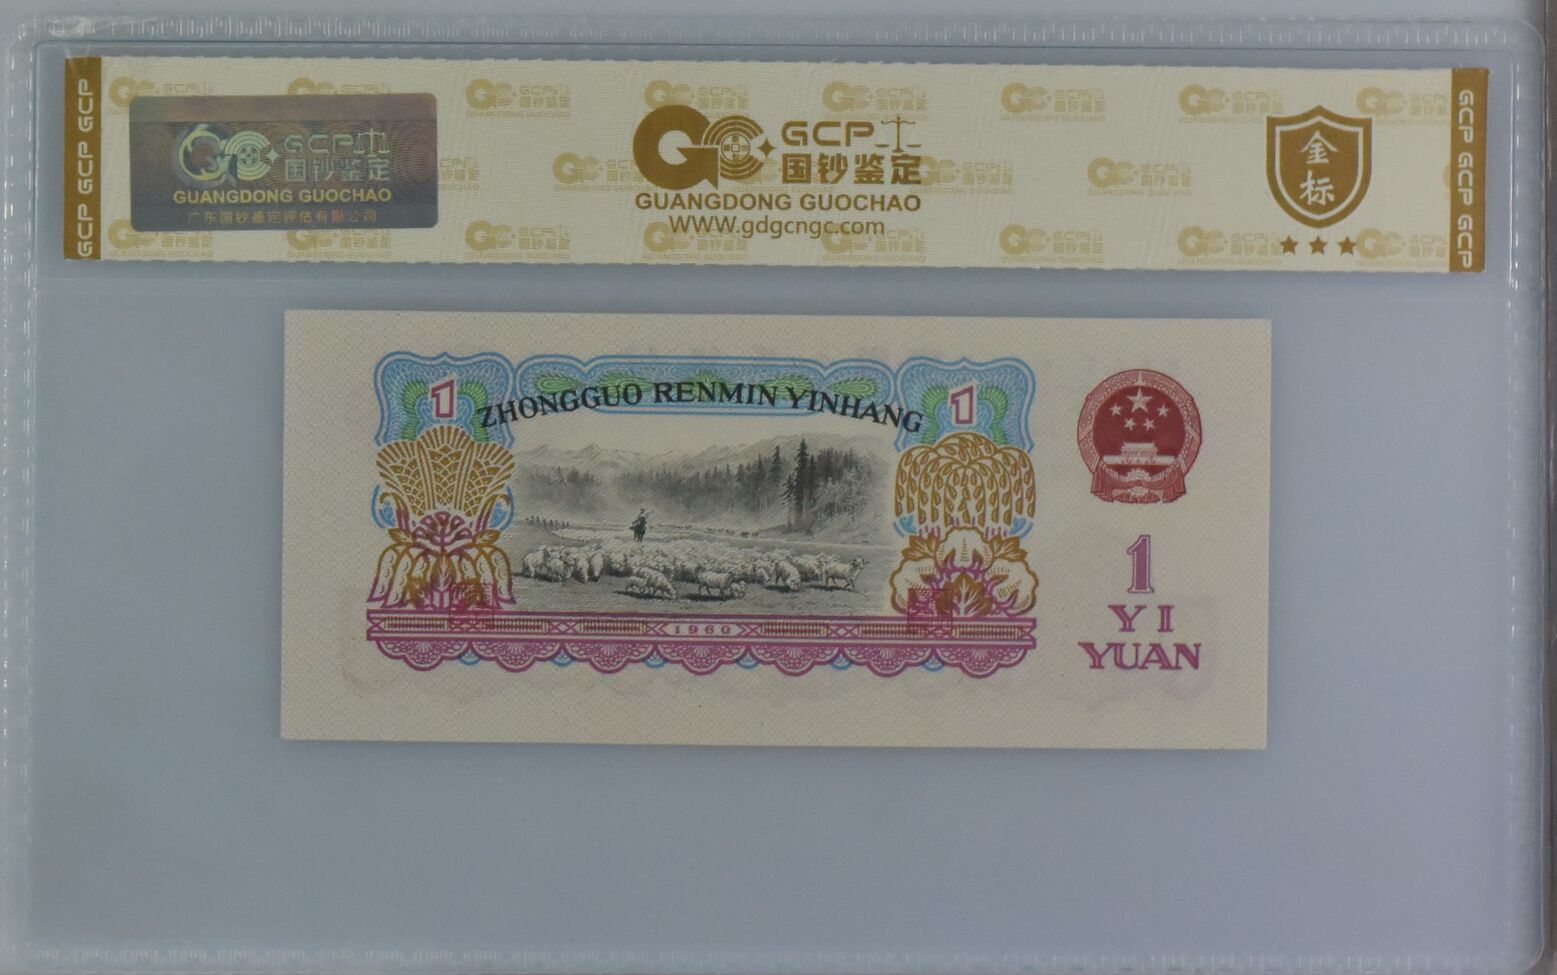 GCP GCP GCP
GCP
国钞鉴定
GUANGDONG GUOCHAO
广东国钞鉴定评估有限公司
GCP
国钞鉴定
GUANGDONG GUOCHAO
WWW.gdgcngc.com
金标
GCP GCP GCP
1
ZHONGGUO RENMIN YINHANG
1
1960
1
YI
YUAN